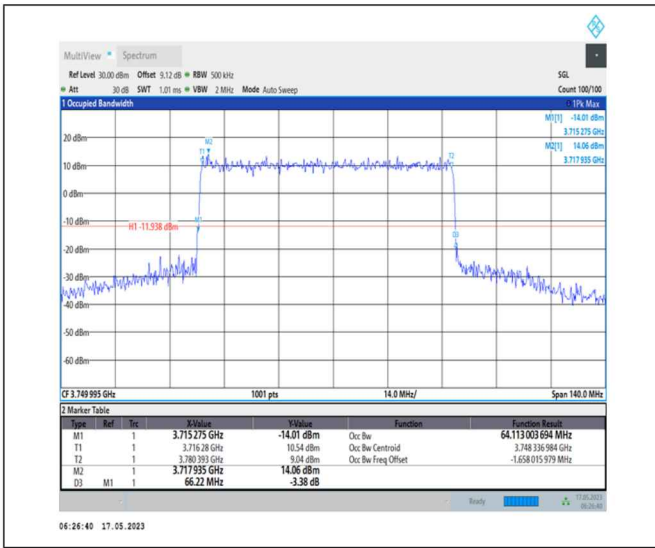 MultiView Spectrum
Ref Level 30.00 dBm Offset 9.12 dB RBW 500 kHz SGL
Att 30 dB SWT 1.01 ms VBW 2 MHz Mode Auto Sweep Count 100/100
1 Occupied Bandwidth 1Pk Max
M1[1] -14.01 dBm
3.715 275 GHz
M2[1] 14.06 dBm
3.717 935 GHz
20 dBm
M2
T1
T2
10 dBm
0 dBm
-10 dBm
M1
H1 -11.938 dBm
D3
-20 dBm
-30 dBm
-40 dBm
-50 dBm
-60 dBm
CF 3.749 995 GHz 1001 pts 14.0 MHz/ Span 140.0 MHz
2 Marker Table
Type Ref Trc X-Value Y-Value Function Function Result
M1 1 3.715 275 GHz -14.01 dBm Occ Bw 64.113 003 694 MHz
T1 1 3.716 28 GHz 10.54 dBm Occ Bw Centroid 3.748 336 984 GHz
T2 1 3.780 393 GHz 9.04 dBm Occ Bw Freq Offset -1.658 015 979 MHz
M2 1 3.717 935 GHz 14.06 dBm
D3 M1 1 66.22 MHz -3.38 dB
Ready 17.05.2023
06:26:40
06:26:40 17.05.2023